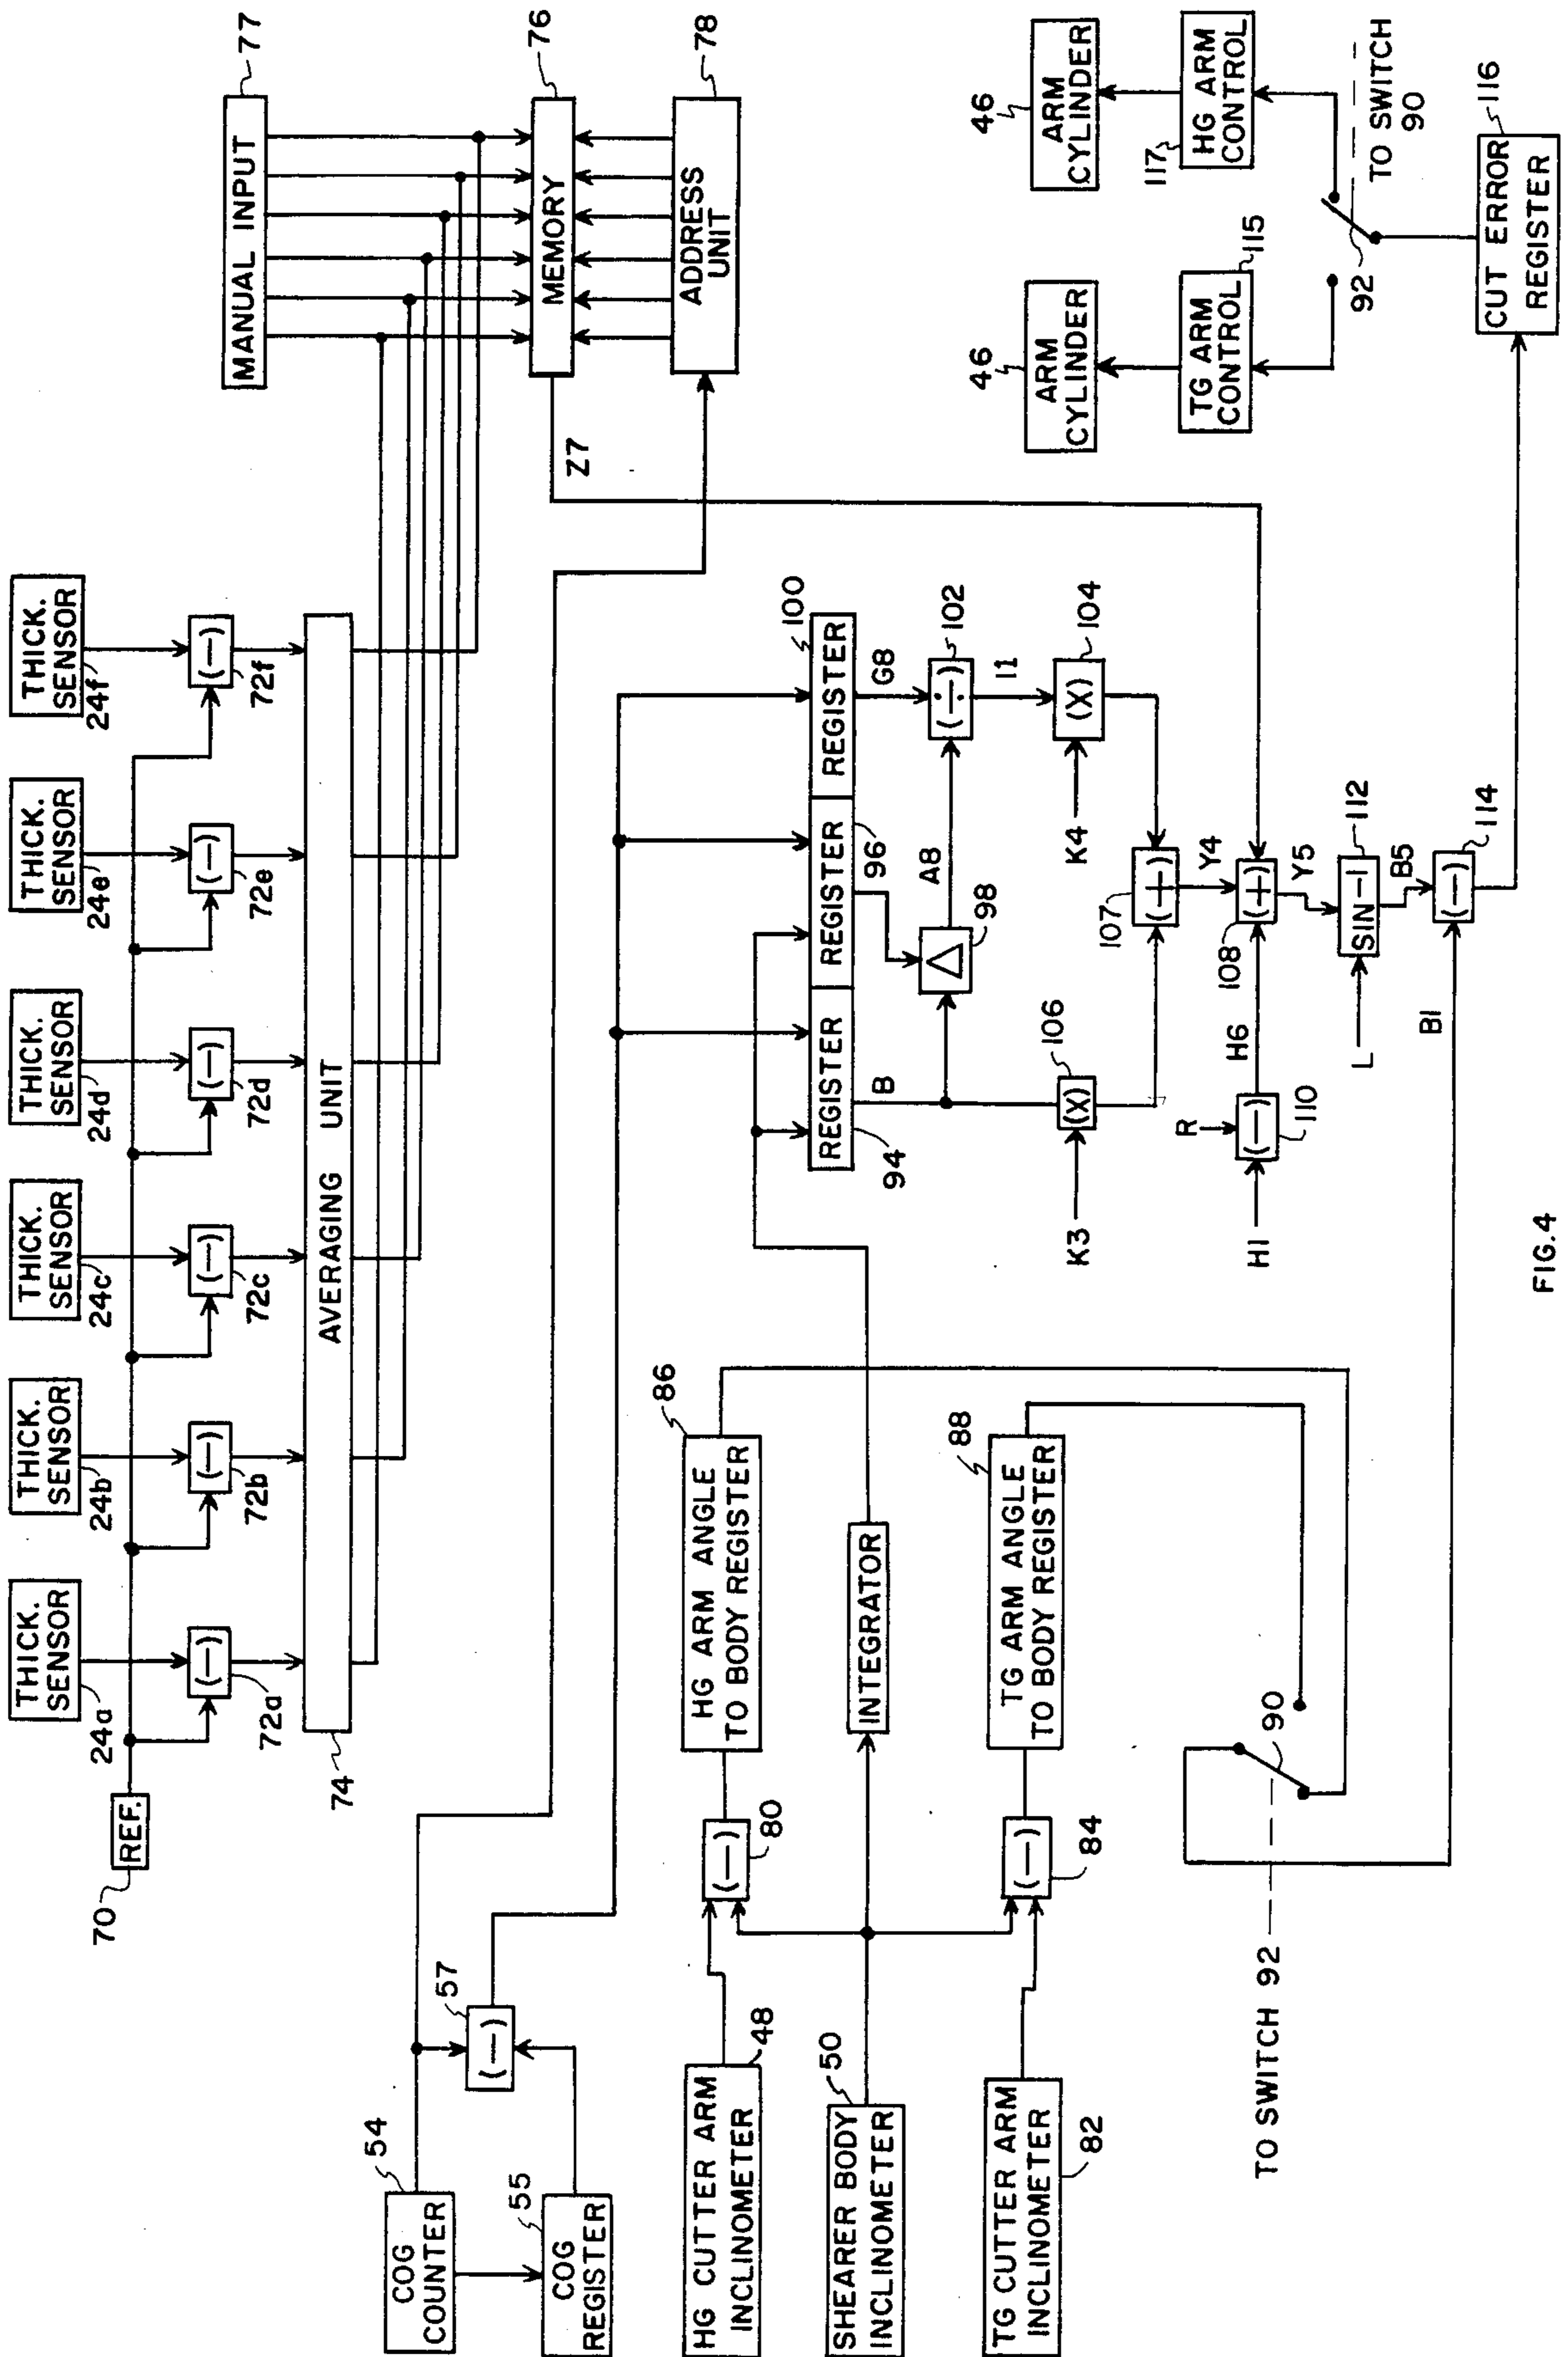 THICK.
SENSOR
24a
THICK.
SENSOR
24b
THICK.
SENSOR
24c
THICK.
SENSOR
24d
THICK.
SENSOR
24e
THICK.
SENSOR
24f
70
REF.
(—)
72a
(—)
72b
(—)
72c
(—)
72d
(—)
72e
(—)
72f
74
AVERAGING UNIT
MANUAL INPUT
77
MEMORY
76
ADDRESS
UNIT
78
Z7
COG
COUNTER
54
COG
REGISTER
55
(—)
57
HG CUTTER ARM
INCLINOMETER
48
SHEARER BODY
INCLINOMETER
50
TG CUTTER ARM
INCLINOMETER
82
(—)
80
(—)
84
HG ARM ANGLE
TO BODY REGISTER
86
INTEGRATOR
TG ARM ANGLE
TO BODY REGISTER
88
90
TO SWITCH 92
REGISTER
94
REGISTER
96
REGISTER
100
B
Δ
98
A8
G8
(÷)
102
I1
K3
(X)
106
K4
(X)
104
107
(+)
Y4
H1
R
(—)
110
H6
108
(+)
Y5
L
SIN–1
112
B5
B1
(—)
114
46
ARM
CYLINDER
TG ARM
CONTROL
115
46
ARM
CYLINDER
117
HG ARM
CONTROL
92
TO SWITCH
90
CUT ERROR
REGISTER
116
FIG.4